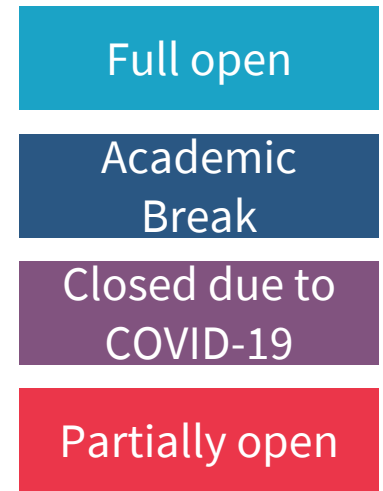 Full open
Academic
Break
Closed due to
COVID-19
Partially open